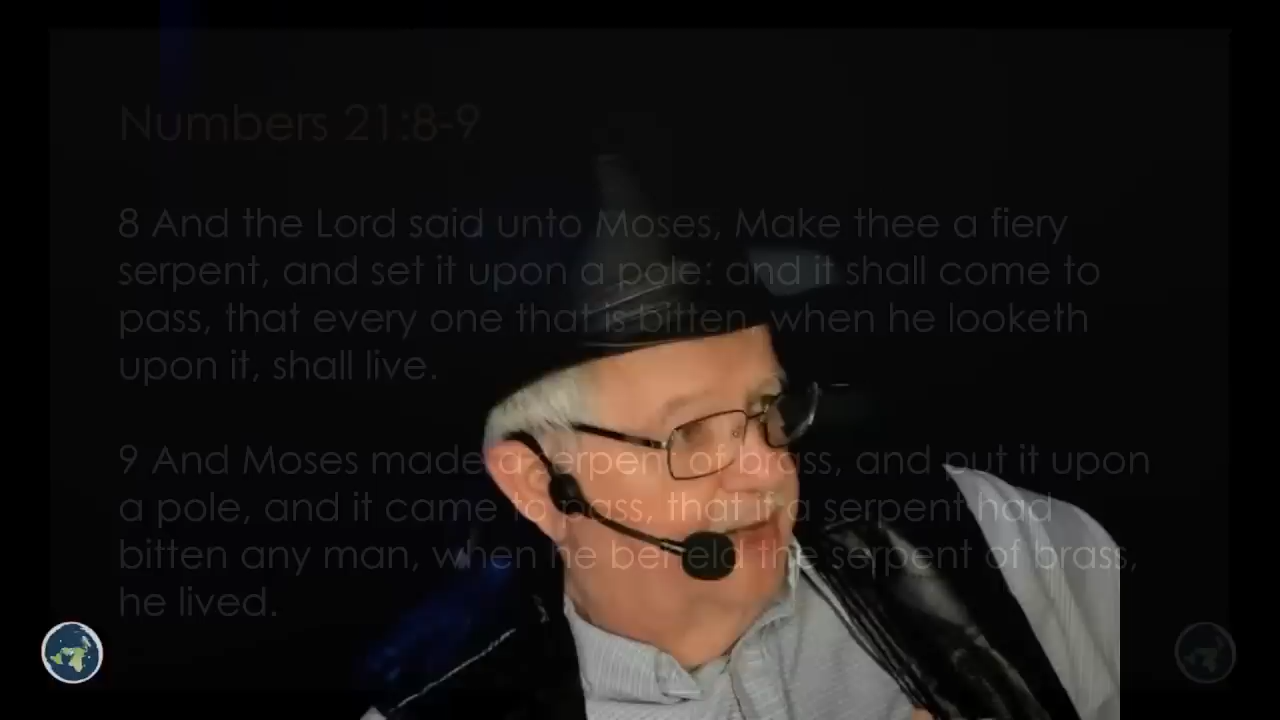 Numbers 21:8-9
8 And the Lord said unto Moses, Make thee a fiery
serpent, and set it upon a pole: and it shall come to
pass, that every one that is bitten, when he looketh
upon it, shall live.
9 And Moses made a serpent of brass, and put it upon
a pole, and it came to pass, that if a serpent had
bitten any man, when he beheld the serpent of brass,
he lived.